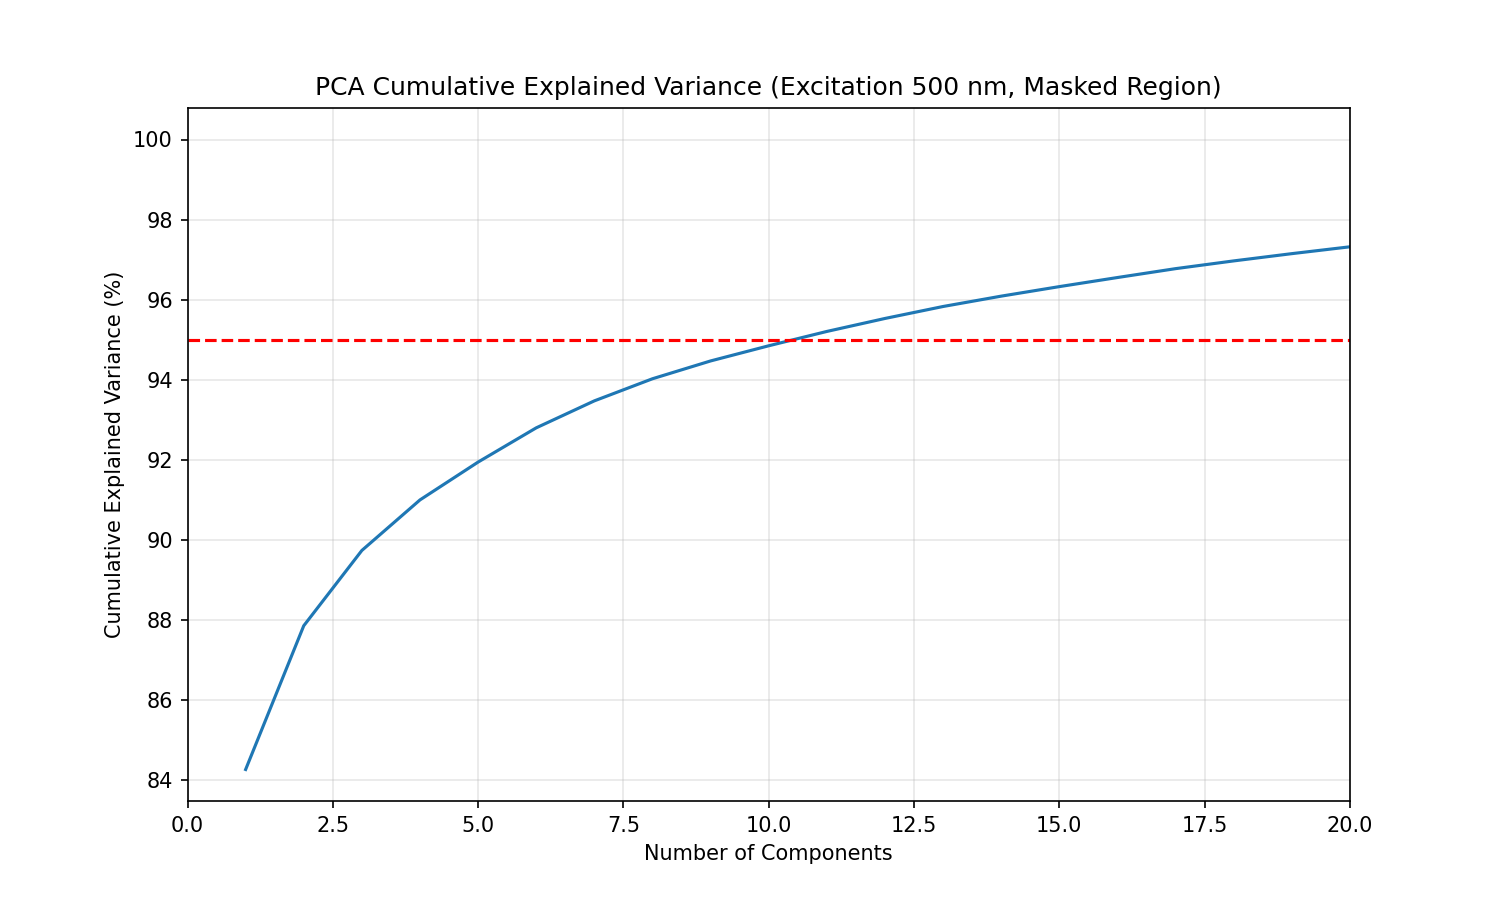 PCA Cumulative Explained Variance (Excitation 500 nm, Masked Region)
Cumulative Explained Variance (%)
100
98
96
94
92
90
88
86
84
0.0 2.5 5.0 7.5 10.0 12.5 15.0 17.5 20.0
Number of Components